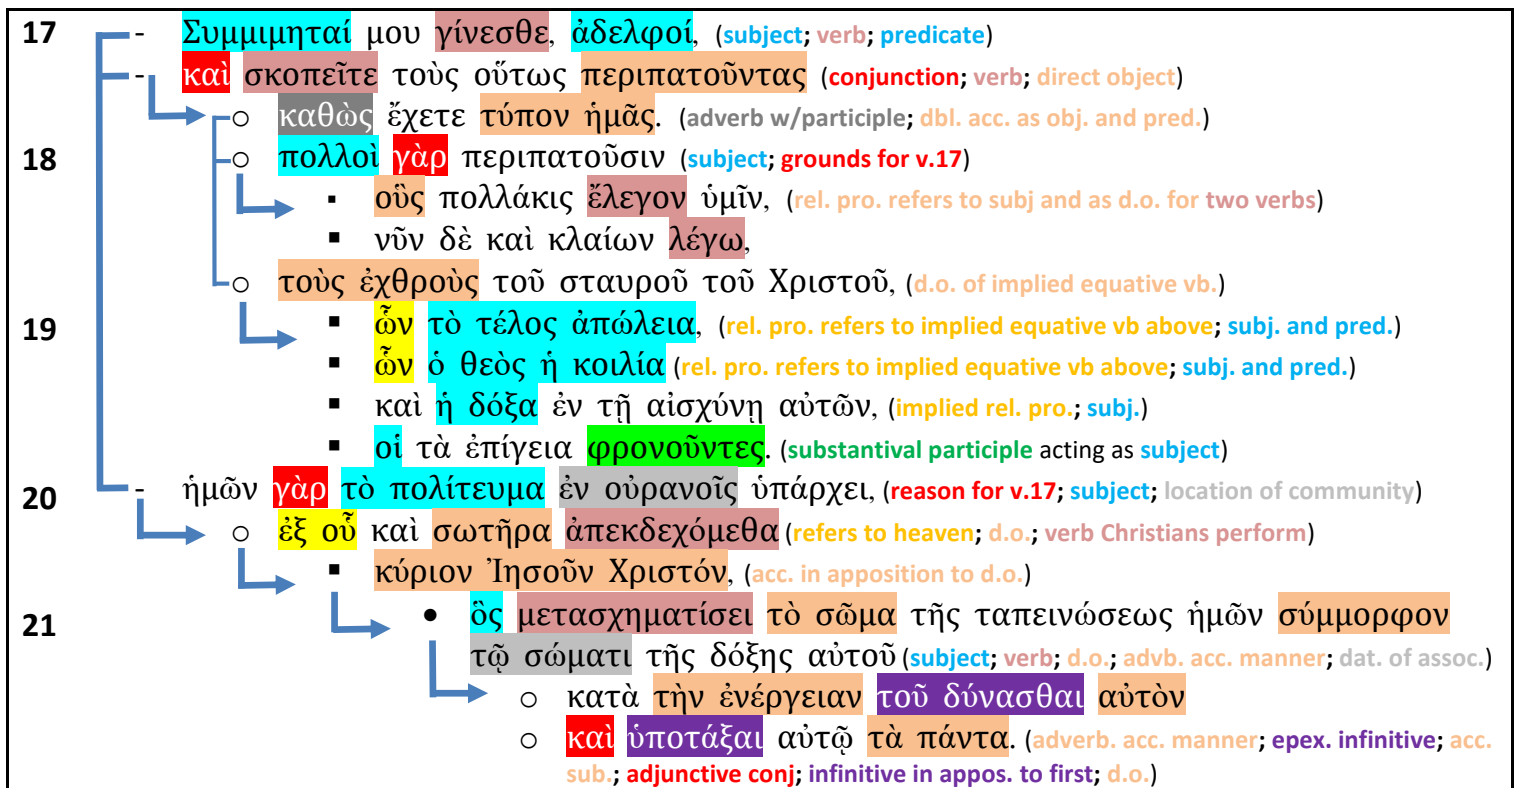 17 - Συμμιμηταί μου γίνεσθε, ἀδελφοί, (subject; verb; predicate)
- καὶ σκοπεῖτε τοὺς οὕτως περιπατοῦντας (conjunction; verb; direct object)
○ καθὼς ἔχετε τύπον ἡμᾶς. (adverb w/participle; dbl. acc. as obj. and pred.)
18 ○ πολλοὶ γὰρ περιπατοῦσιν (subject; grounds for v.17)
▪ οὓς πολλάκις ἔλεγον ὑμῖν, (rel. pro. refers to subj and as d.o. for two verbs)
▪ νῦν δὲ καὶ κλαίων λέγω,
○ τοὺς ἐχθροὺς τοῦ σταυροῦ τοῦ Χριστοῦ, (d.o. of implied equative vb.)
19 ▪ ὧν τὸ τέλος ἀπώλεια, (rel. pro. refers to implied equative vb above; subj. and pred.)
▪ ὧν ὁ θεὸς ἡ κοιλία (rel. pro. refers to implied equative vb above; subj. and pred.)
▪ καὶ ἡ δόξα ἐν τῇ αἰσχύνῃ αὐτῶν, (implied rel. pro.; subj.)
▪ οἱ τὰ ἐπίγεια φρονοῦντες. (substantival participle acting as subject)
20 - ἡμῶν γὰρ τὸ πολίτευμα ἐν οὐρανοῖς ὑπάρχει, (reason for v.17; subject; location of community)
○ ἐξ οὗ καὶ σωτῆρα ἀπεκδεχόμεθα (refers to heaven; d.o.; verb Christians perform)
▪ κύριον Ἰησοῦν Χριστόν, (acc. in apposition to d.o.)
21 • ὃς μετασχηματίσει τὸ σῶμα τῆς ταπεινώσεως ἡμῶν σύμμορφον
τῷ σώματι τῆς δόξης αὐτοῦ (subject; verb; d.o.; advb. acc. manner; dat. of assoc.)
○ κατὰ τὴν ἐνέργειαν τοῦ δύνασθαι αὐτὸν
○ καὶ ὑποτάξαι αὐτῷ τὰ πάντα. (adverb. acc. manner; epex. infinitive; acc.
sub.; adjunctive conj; infinitive in appos. to first; d.o.)